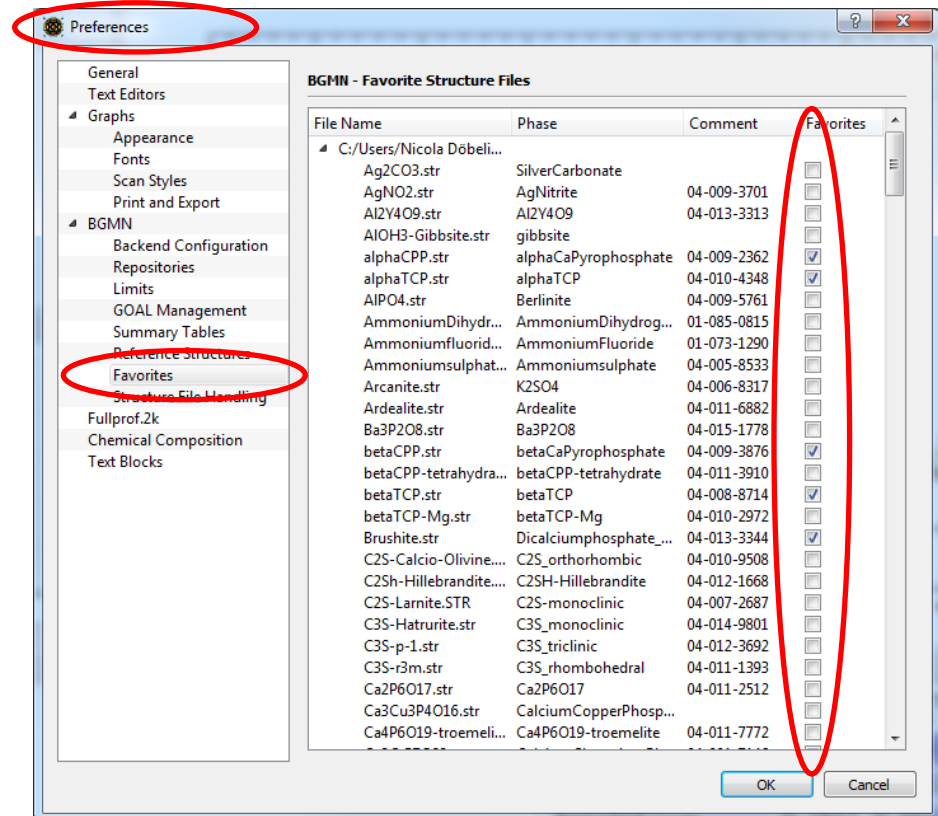 Preferences
General
Text Editors
Graphs
Appearance
Fonts
Scan Styles
Print and Export
BGMN
Backend Configuration
Repositories
Limits
GOAL Management
Summary Tables
Reference Structures
Favorites
Structure File Handling
Fullprof.2k
Chemical Composition
Text Blocks
BGMN - Favorite Structure Files
File Name Phase Comment Favorites
C:/Users/Nicola Döbeli...
Ag2CO3.str SilverCarbonate
AgNO2.str AgNitrite 04-009-3701
Al2Y4O9.str Al2Y4O9 04-013-3313
AlOH3-Gibbsite.str gibbsite
alphaCPP.str alphaCaPyrophosphate 04-009-2362
alphaTCP.str alphaTCP 04-010-4348
AlPO4.str Berlinite 04-009-5761
AmmoniumDihydr... AmmoniumDihydrog... 01-085-0815
Ammoniumfluorid... AmmoniumFluoride 01-073-1290
Ammoniumsulphat... Ammoniumsulphate 04-005-8533
Arcanite.str K2SO4 04-006-8317
Ardealite.str Ardealite 04-011-6882
Ba3P2O8.str Ba3P2O8 04-015-1778
betaCPP.str betaCaPyrophosphate 04-009-3876
betaCPP-tetrahydra... betaCPP-tetrahydrate 04-011-3910
betaTCP.str betaTCP 04-008-8714
betaTCP-Mg.str betaTCP-Mg 04-010-2972
Brushite.str Dicalciumphosphate_... 04-013-3344
C2S-Calcio-Olivine.... C2S_orthorhombic 04-010-9508
C2Sh-Hillebrandite.... C2SH-Hillebrandite 04-012-1668
C2S-Larnite.STR C2S-monoclinic 04-007-2687
C3S-Hatrurite.str C3S_monoclinic 04-014-9801
C3S-p-1.str C3S_triclinic 04-012-3692
C3S-r3m.str C3S_rhombohedral 04-011-1393
Ca2P6O17.str Ca2P6O17 04-011-2512
Ca3Cu3P4O16.str CalciumCopperPhosp...
Ca4P6O19-troemeli... Ca4P6O19-troemelite 04-011-7772
OK Cancel